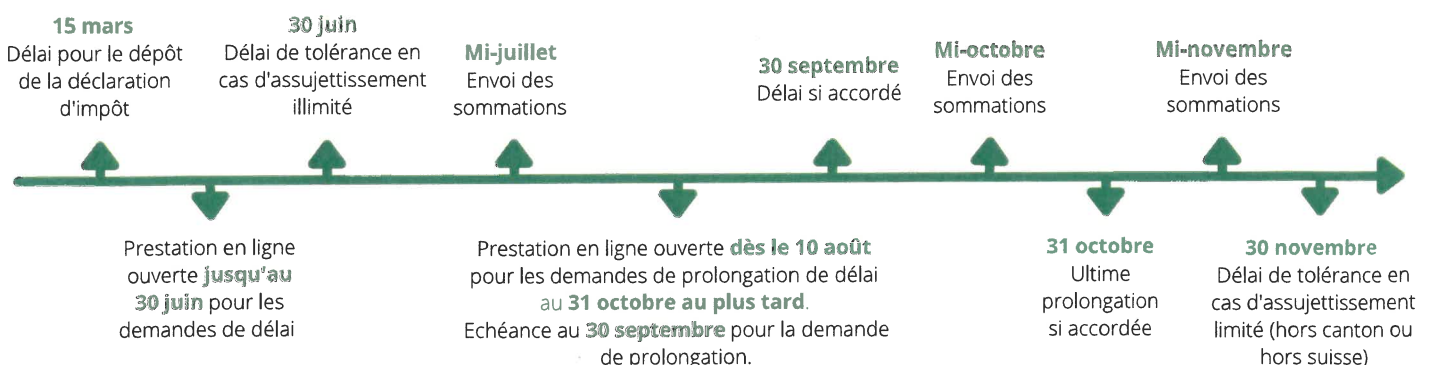 15 mars
Délai pour le dépôt
de la déclaration
d'impôt
30 juin
Délai de tolérance en
cas d'assujettissement
illimité
Mi-juillet
Envoi des
sommations
30 septembre
Délai si accordé
Mi-octobre
Envoi des
sommations
Mi-novembre
Envoi des
sommations
Prestation en ligne
ouverte jusqu'au
30 juin pour les
demandes de délai
Prestation en ligne ouverte dès le 10 août
pour les demandes de prolongation de délai
au 31 octobre au plus tard.
Echéance au 30 septembre pour la demande
de prolongation.
31 octobre
Ultime
prolongation
si accordée
30 novembre
Délai de tolérance en
cas d'assujettissement
limité (hors canton ou
hors suisse)